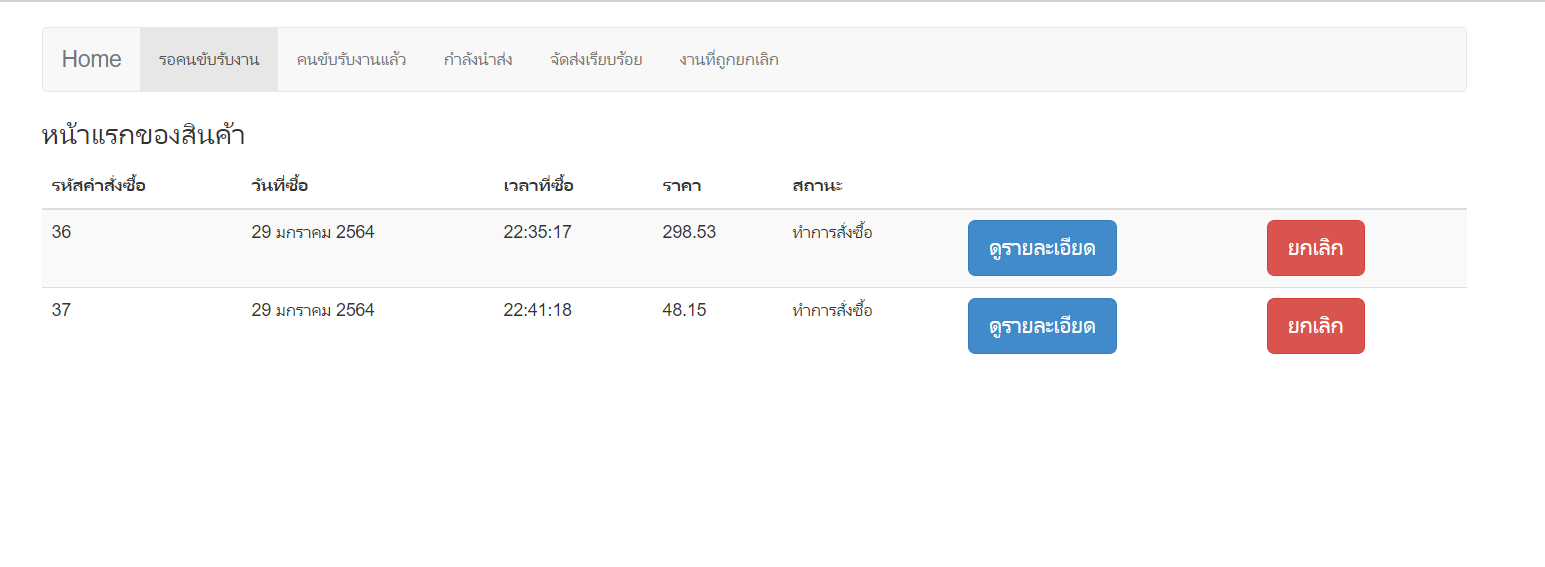 Home รอคนขับรับงาน คนขับรับงานแล้ว กำลังนำส่ง จัดส่งเรียบร้อย งานที่ถูกยกเลิก
หน้าแรกของสินค้า
รหัสคำสั่งซื้อ วันที่ซื้อ เวลาที่ซื้อ ราคา สถานะ
36 29 มกราคม 2564 22:35:17 298.53 ทำการสั่งซื้อ ดูรายละเอียด ยกเลิก
37 29 มกราคม 2564 22:41:18 48.15 ทำการสั่งซื้อ ดูรายละเอียด ยกเลิก